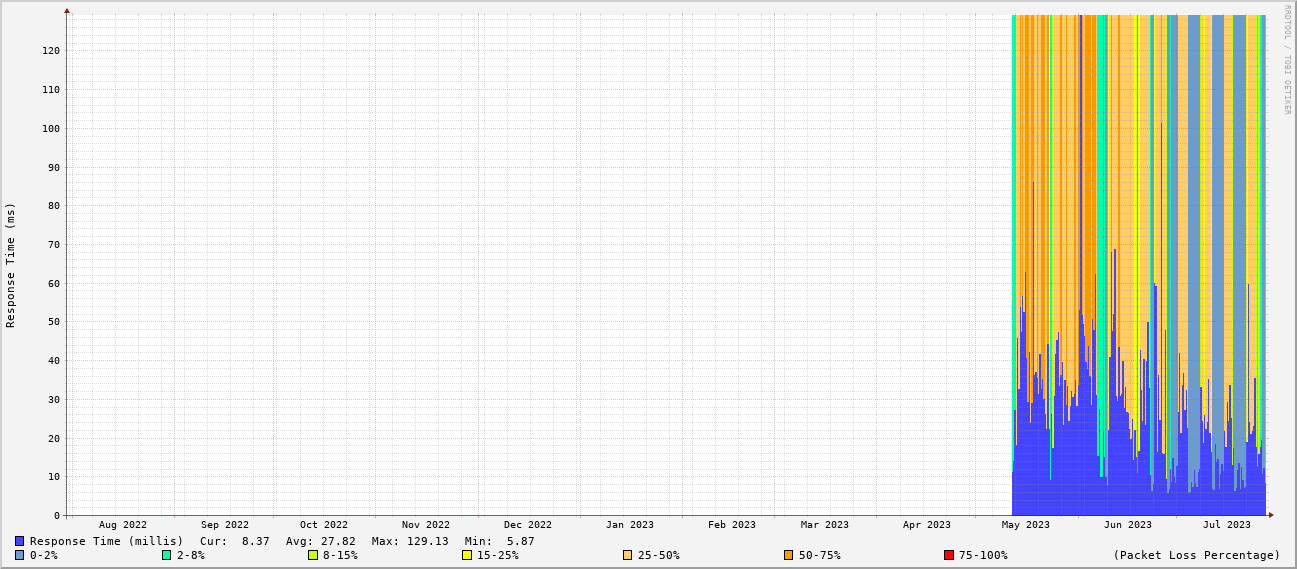 RRDTOOL / TOBI OETIKER
Response Time (ms)
120
110
100
90
80
70
60
50
40
30
20
10
0
Aug 2022 Sep 2022 Oct 2022 Nov 2022 Dec 2022 Jan 2023 Feb 2023 Mar 2023 Apr 2023 May 2023 Jun 2023 Jul 2023
Response Time (millis) Cur: 8.37 Avg: 27.82 Max: 129.13 Min: 5.87
0-2% 2-8% 8-15% 15-25% 25-50% 50-75% 75-100% (Packet Loss Percentage)